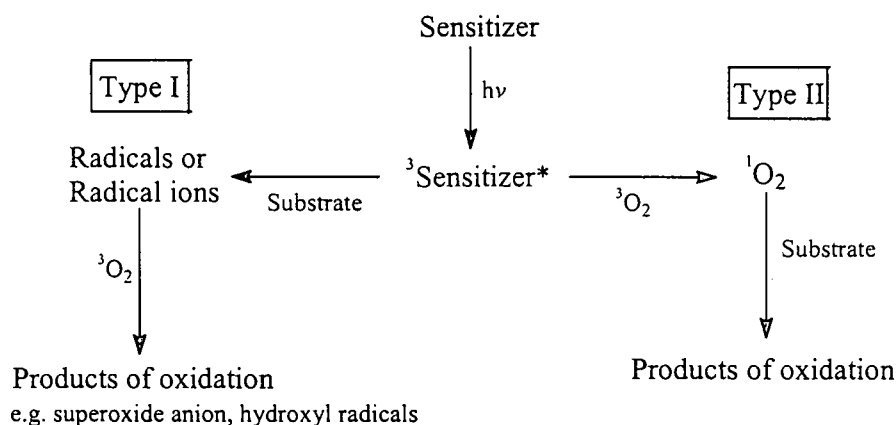 Sensitizer
Type I
hν
Type II
Radicals or
Radical ions
Substrate
³Sensitizer*
³O₂
¹O₂
³O₂
Substrate
Products of oxidation
e.g. superoxide anion, hydroxyl radicals
Products of oxidation